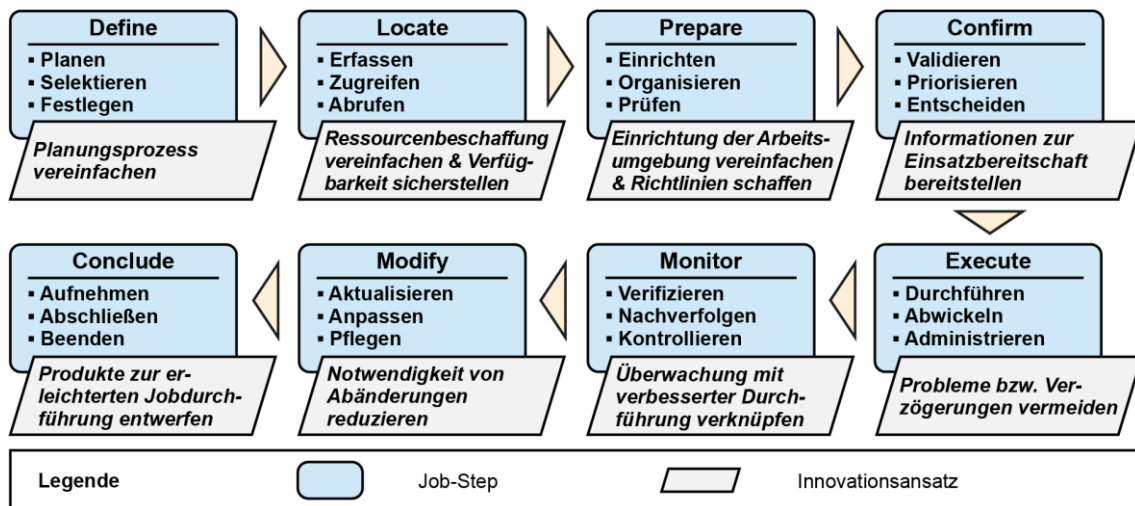 Define
▪ Planen
▪ Selektieren
▪ Festlegen
Planungsprozess
vereinfachen
Locate
▪ Erfassen
▪ Zugreifen
▪ Abrufen
Ressourcenbeschaffung
vereinfachen & Verfüg-
barkeit sicherstellen
Prepare
▪ Einrichten
▪ Organisieren
▪ Prüfen
Einrichtung der Arbeits-
umgebung vereinfachen
& Richtlinien schaffen
Confirm
▪ Validieren
▪ Priorisieren
▪ Entscheiden
Informationen zur
Einsatzbereitschaft
bereitstellen
Execute
▪ Durchführen
▪ Abwickeln
▪ Administrieren
Probleme bzw. Ver-
zögerungen vermeiden
Monitor
▪ Verifizieren
▪ Nachverfolgen
▪ Kontrollieren
Überwachung mit
verbesserter Durch-
führung verknüpfen
Modify
▪ Aktualisieren
▪ Anpassen
▪ Pflegen
Notwendigkeit von
Abänderungen
reduzieren
Conclude
▪ Aufnehmen
▪ Abschließen
▪ Beenden
Produkte zur er-
leichterten Jobdurch-
führung entwerfen
Legende
Job-Step
Innovationsansatz